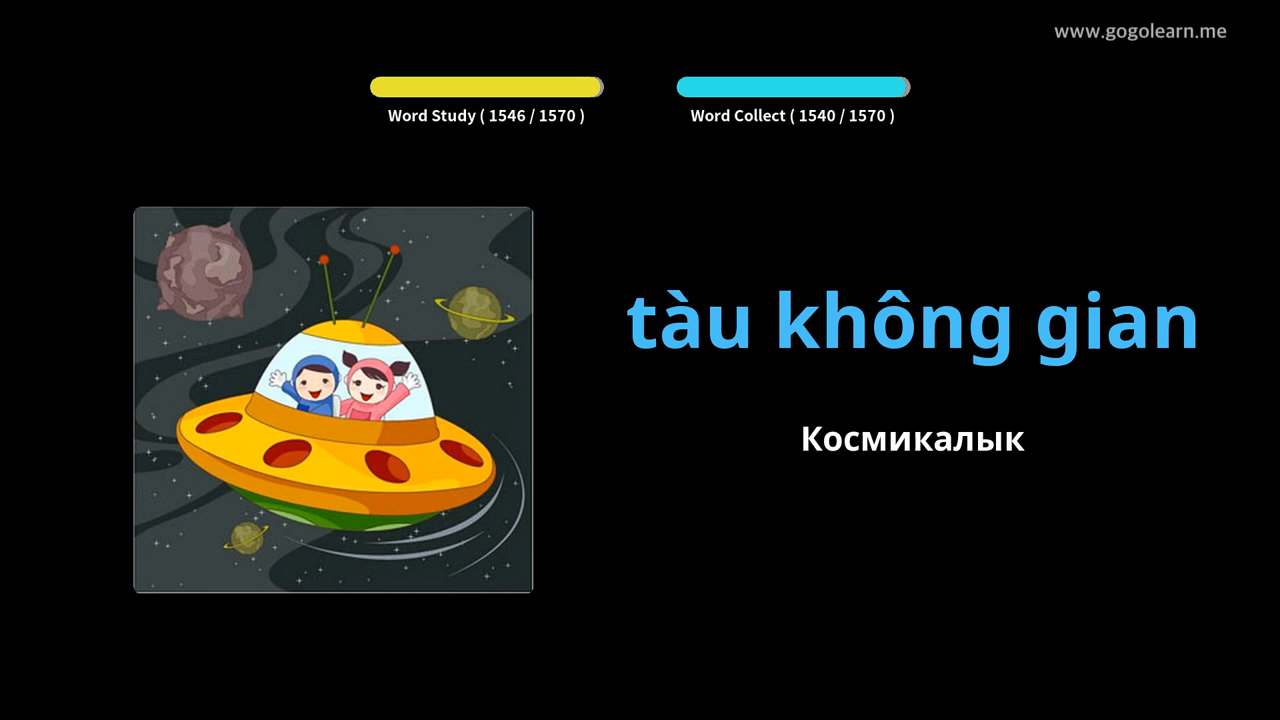 www.gogolearn.me
Word Study ( 1546 / 1570 )
Word Collect ( 1540 / 1570 )
tàu không gian
Космикалык